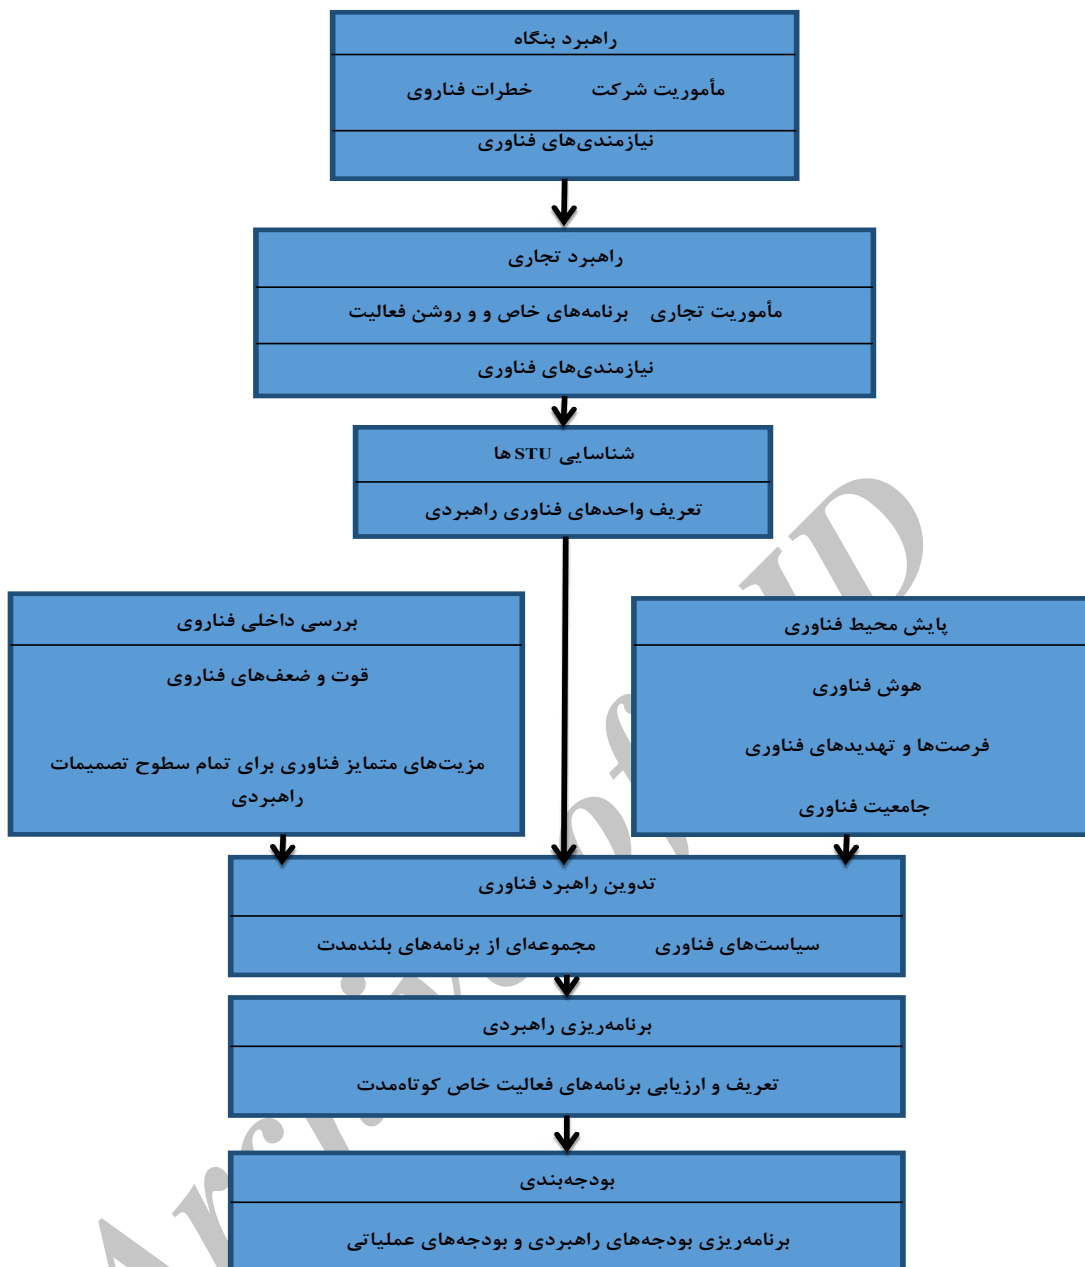 راهبرد بنگاه
مأموریت شرکت خطرات فناروی
نیازمندی‌های فناوری
راهبرد تجاری
مأموریت تجاری برنامه‌های خاص و و روشن فعالیت
نیازمندی‌های فناوری
شناسایی STU ها
تعریف واحدهای فناوری راهبردی
پایش محیط فناوری
هوش فناوری
فرصت‌ها و تهدیدهای فناوری
جامعیت فناوری
بررسی داخلی فناروی
قوت و ضعف‌های فناروی
مزیت‌های متمایز فناوری برای تمام سطوح تصمیمات
راهبردی
تدوین راهبرد فناوری
سیاست‌های فناوری مجموعه‌ای از برنامه‌های بلندمدت
برنامه‌ریزی راهبردی
تعریف و ارزیابی برنامه‌های فعالیت خاص کوتاه‌مدت
بودجه‌بندی
برنامه‌ریزی بودجه‌های راهبردی و بودجه‌های عملیاتی